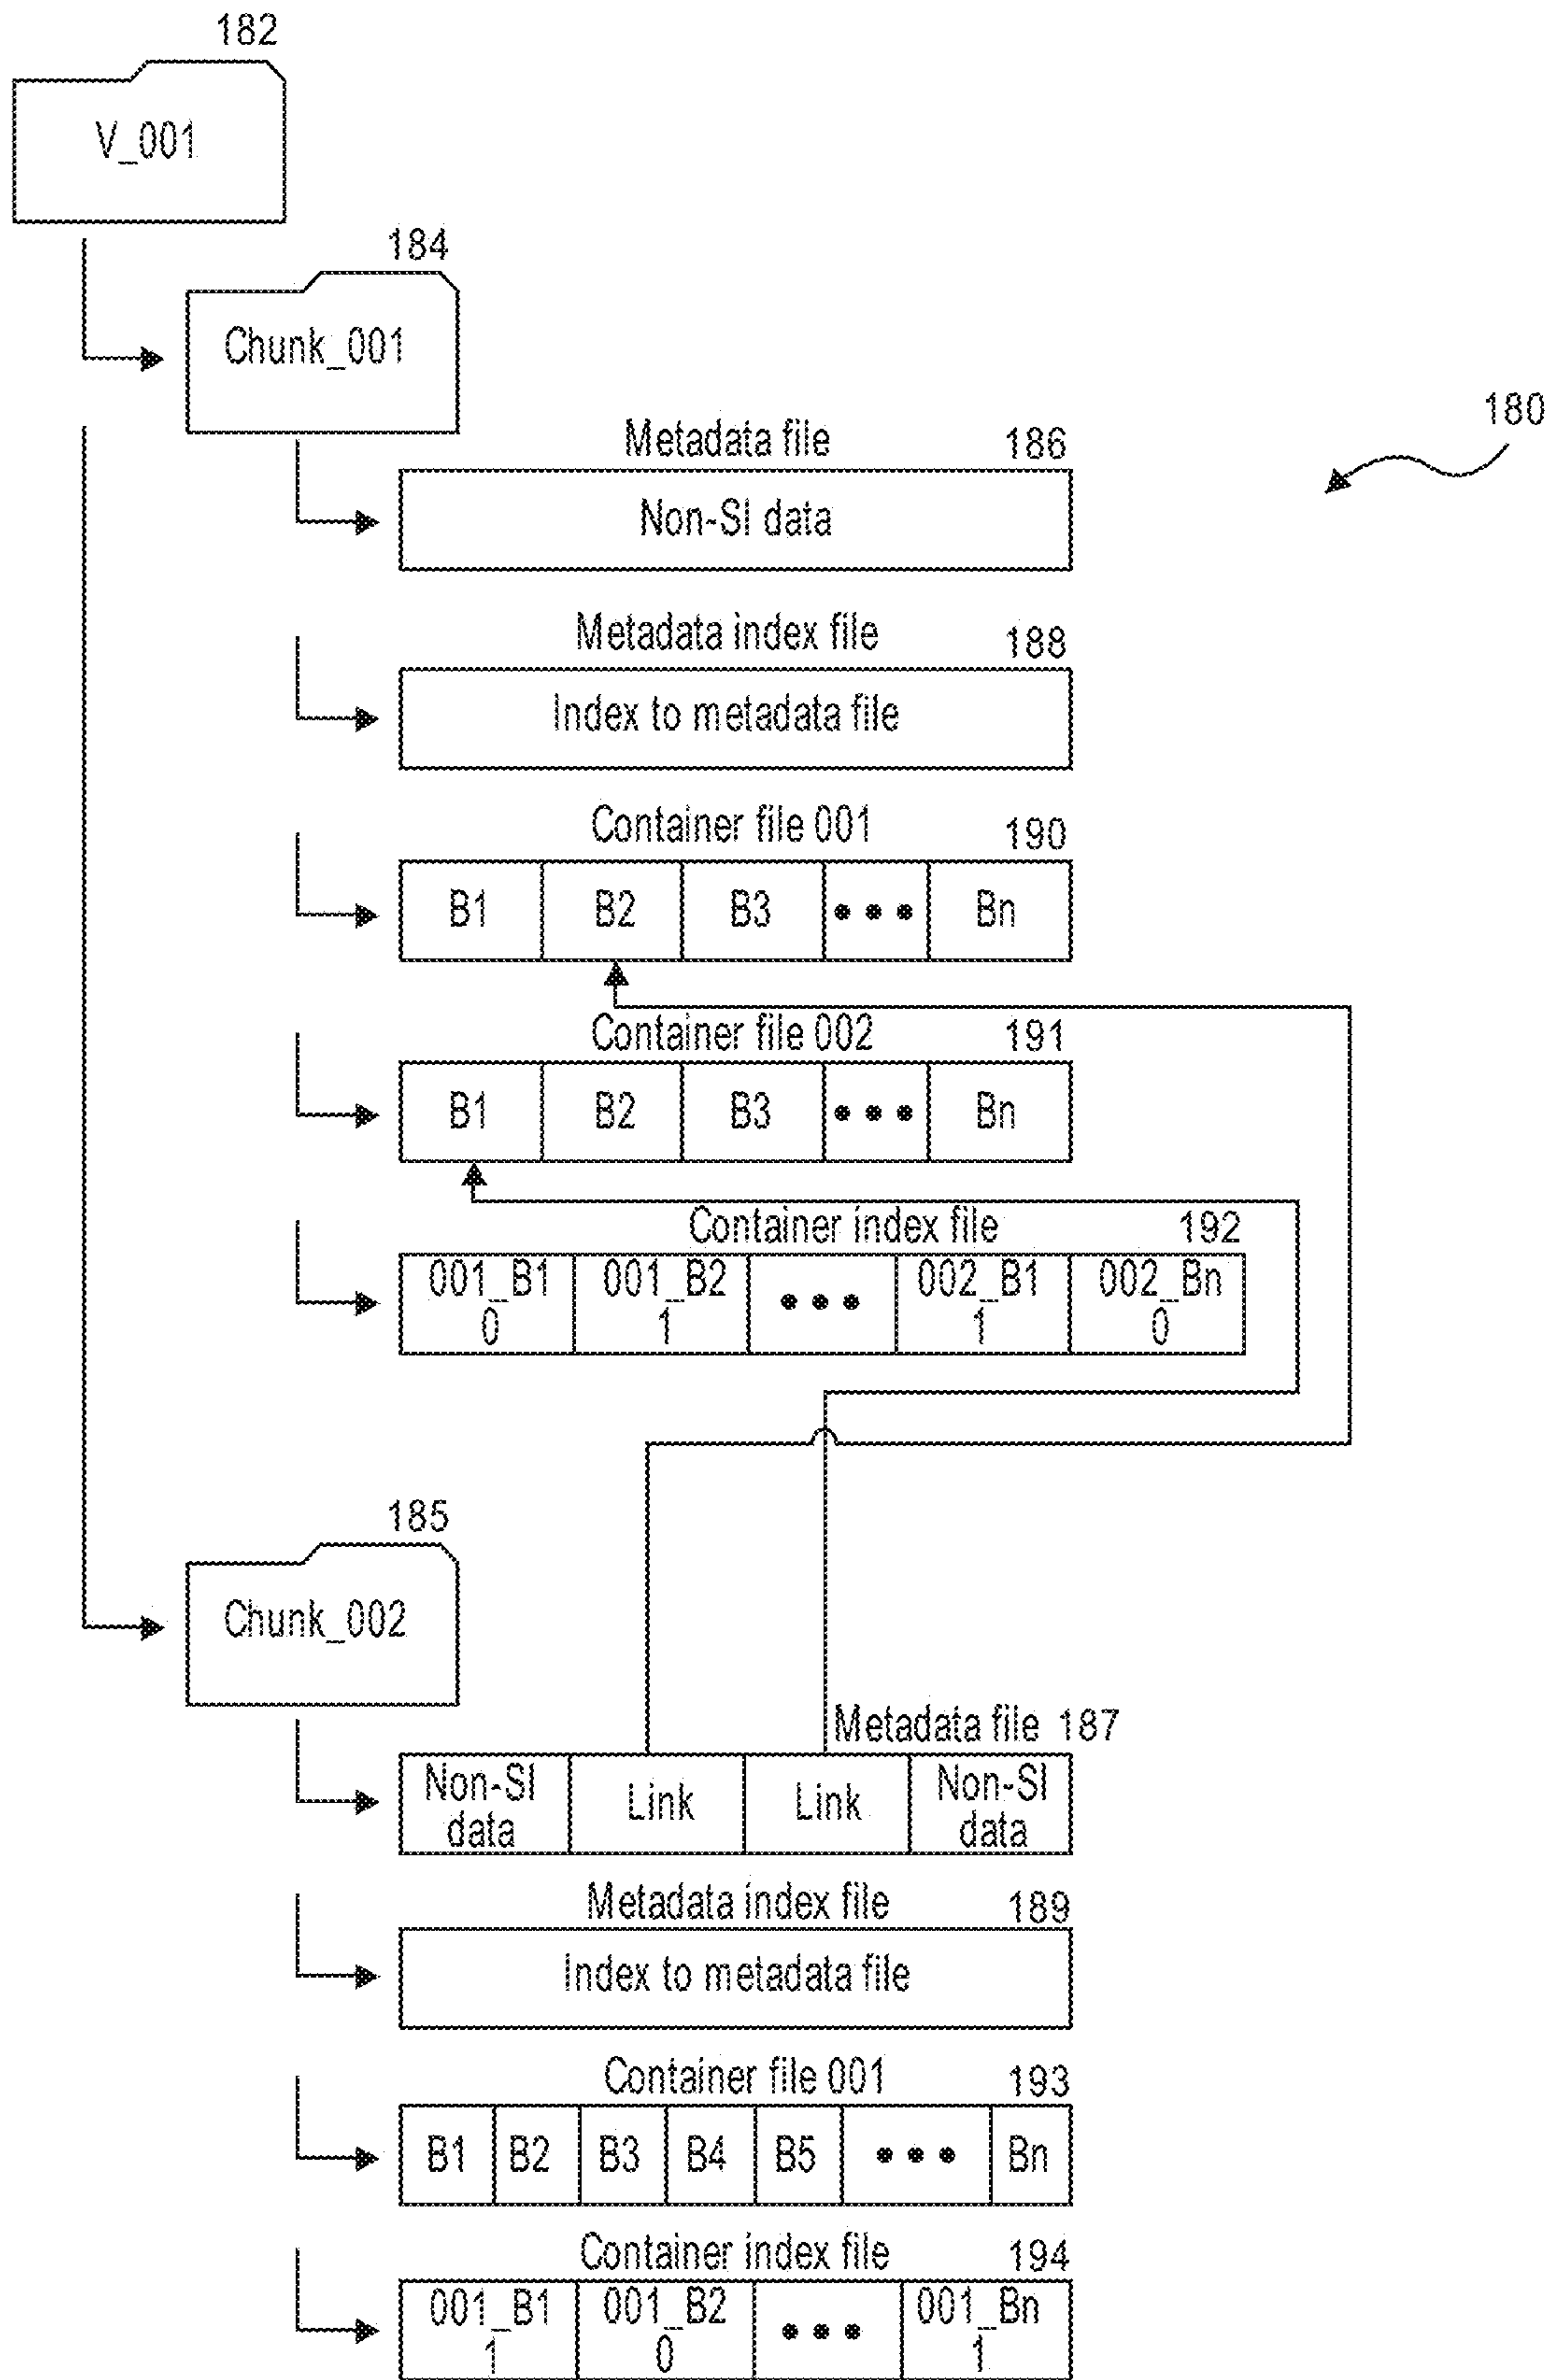 182
V_001
184
Chunk_001
180
Metadata file 186
Non-SI data
Metadata index file 188
Index to metadata file
Container file 001 190
B1 B2 B3 ••• Bn
Container file 002 191
B1 B2 B3 ••• Bn
Container index file 192
001_B1 001_B2 ••• 002_B1 002_Bn
0 1 1 0
185
Chunk_002
Metadata file 187
Non-SI Link Link Non-SI
data data
Metadata index file 189
Index to metadata file
Container file 001 193
B1 B2 B3 B4 B5 ••• Bn
Container index file 194
001_B1 001_B2 ••• 001_Bn
1 0 1